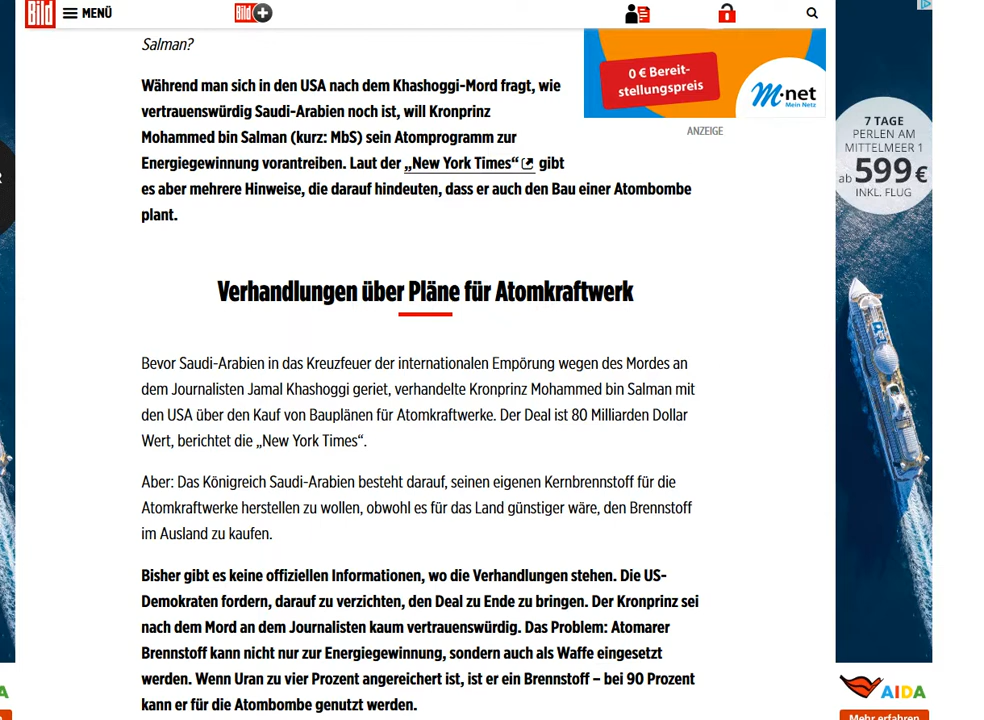 Bild
MENÜ
Bild
Salman?
Während man sich in den USA nach dem Khashoggi-Mord fragt, wie
vertrauenswürdig Saudi-Arabien noch ist, will Kronprinz
Mohammed bin Salman (kurz: MbS) sein Atomprogramm zur
Energiegewinnung vorantreiben. Laut der „New York Times“ gibt
es aber mehrere Hinweise, die darauf hindeuten, dass er auch den Bau einer Atombombe
plant.
0 € Bereit-
stellungspreis
M-net
Mein Netz
ANZEIGE
Verhandlungen über Pläne für Atomkraftwerk
Bevor Saudi-Arabien in das Kreuzfeuer der internationalen Empörung wegen des Mordes an
dem Journalisten Jamal Khashoggi geriet, verhandelte Kronprinz Mohammed bin Salman mit
den USA über den Kauf von Bauplänen für Atomkraftwerke. Der Deal ist 80 Milliarden Dollar
Wert, berichtet die „New York Times“.
Aber: Das Königreich Saudi-Arabien besteht darauf, seinen eigenen Kernbrennstoff für die
Atomkraftwerke herstellen zu wollen, obwohl es für das Land günstiger wäre, den Brennstoff
im Ausland zu kaufen.
Bisher gibt es keine offiziellen Informationen, wo die Verhandlungen stehen. Die US-
Demokraten fordern, darauf zu verzichten, den Deal zu Ende zu bringen. Der Kronprinz sei
nach dem Mord an dem Journalisten kaum vertrauenswürdig. Das Problem: Atomarer
Brennstoff kann nicht nur zur Energiegewinnung, sondern auch als Waffe eingesetzt
werden. Wenn Uran zu vier Prozent angereichert ist, ist er ein Brennstoff – bei 90 Prozent
kann er für die Atombombe genutzt werden.
7 TAGE
PERLEN AM
MITTELMEER 1
ab 599 €
INKL. FLUG
AIDA
Mehr erfahren